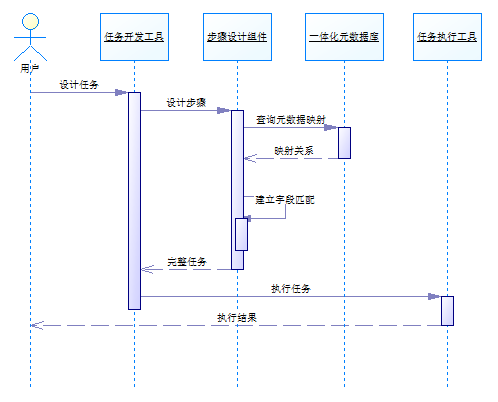 任务开发工具
步骤设计组件
一体化元数据库
任务执行工具
用户
设计任务
设计步骤
查询元数据映射
映射关系
建立字段匹配
完整任务
执行任务
执行结果